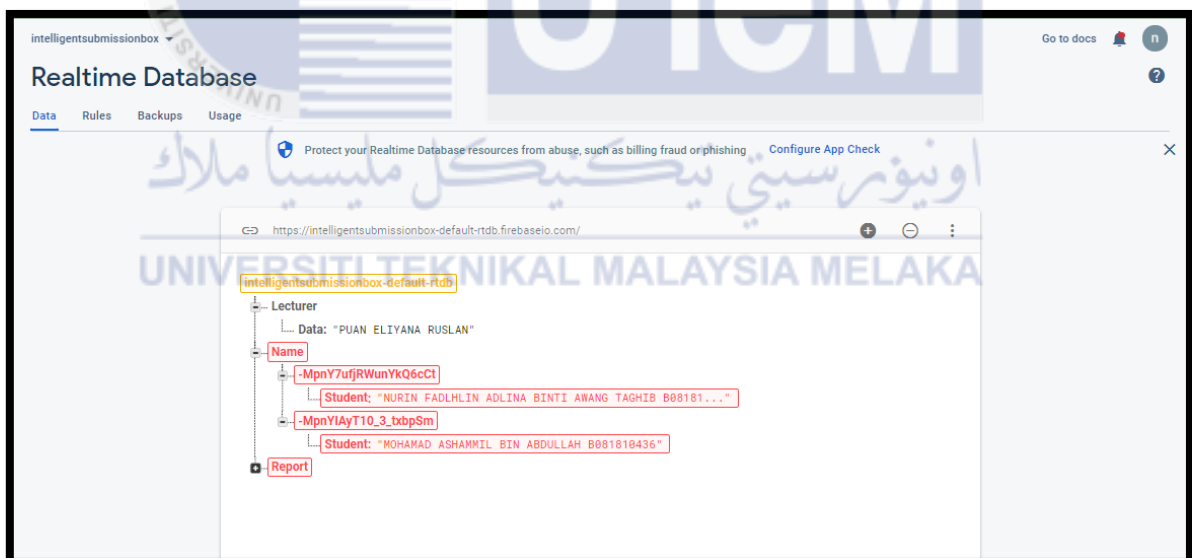 UTeM
UNIVERSITI
intelligentsubmissionbox
Go to docs
n
Realtime Database
?
Data Rules Backups Usage
Protect your Realtime Database resources from abuse, such as billing fraud or phishing Configure App Check
اونيۏرسيتي تيكنيكل مليسيا ملاك
https://intelligentsubmissionbox-default-rtdb.firebaseio.com/
UNIVERSITI TEKNIKAL MALAYSIA MELAKA
intelligentsubmissionbox-default-rtdb
Lecturer
Data: "PUAN ELIYANA RUSLAN"
Name
-MpnY7ufjRWunYkQ6cCt
Student: "NURIN FADLHLIN ADLINA BINTI AWANG TAGHIB B08181..."
-MpnYIAyT10_3_txbpSm
Student: "MOHAMAD ASHAMMIL BIN ABDULLAH B081810436"
Report